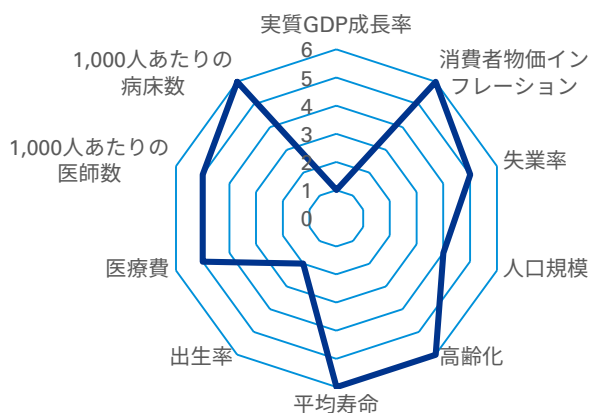 実質GDP成長率
消費者物価イン
フレーション
失業率
人口規模
高齢化
平均寿命
出生率
医療費
1,000人あたりの
医師数
1,000人あたりの
病床数
6
5
4
3
2
1
0